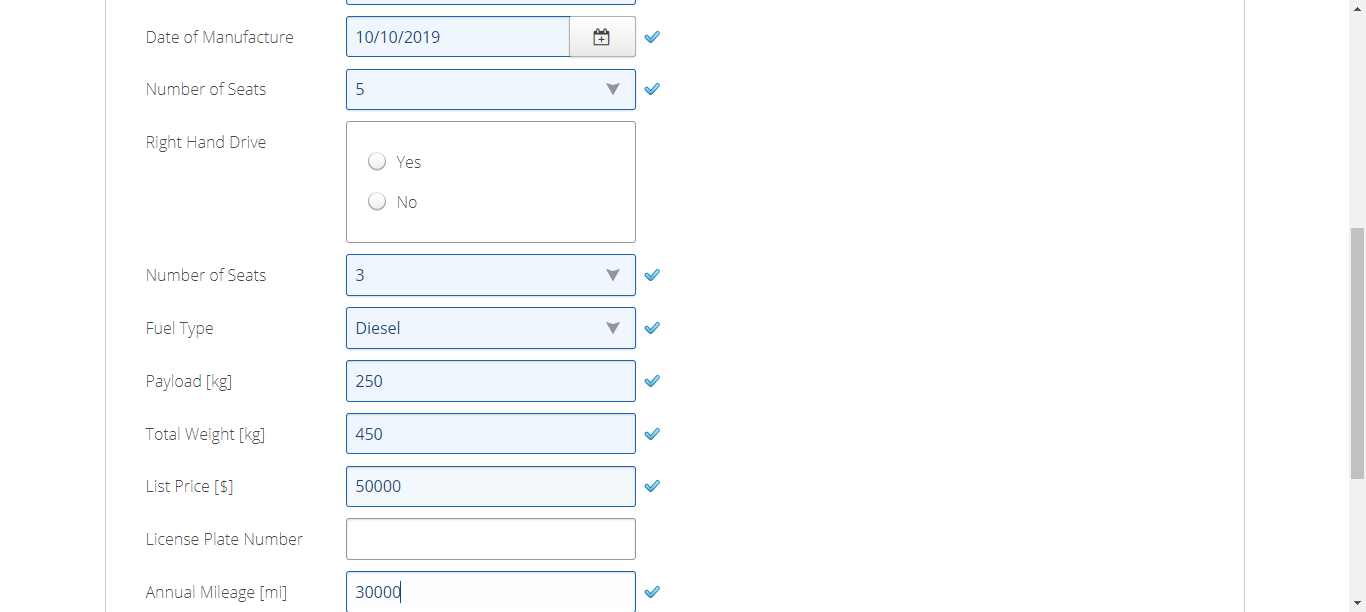 Date of Manufacture 10/10/2019
Number of Seats 5
Right Hand Drive
Yes
No
Number of Seats 3
Fuel Type Diesel
Payload [kg] 250
Total Weight [kg] 450
List Price [$] 50000
License Plate Number
Annual Mileage [mi] 30000